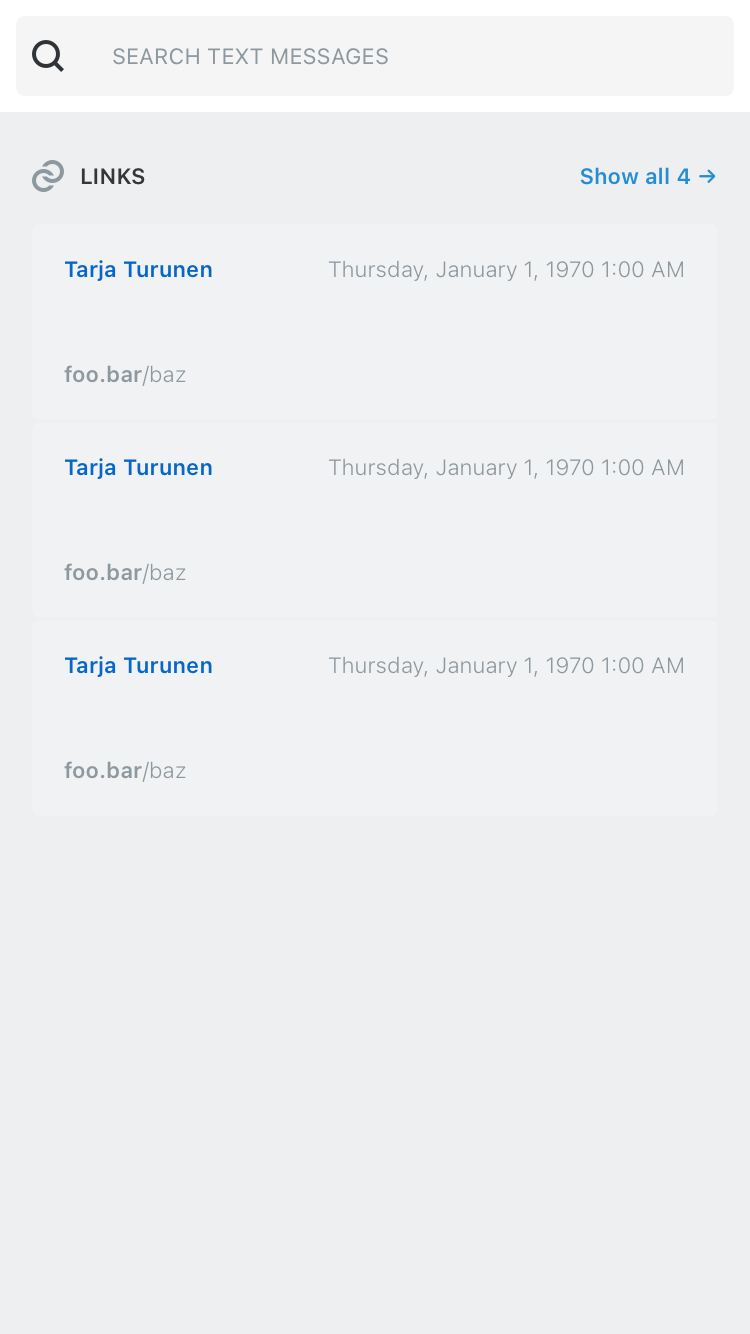 SEARCH TEXT MESSAGES
LINKS Show all 4 →
Tarja Turunen Thursday, January 1, 1970 1:00 AM
foo.bar/baz
Tarja Turunen Thursday, January 1, 1970 1:00 AM
foo.bar/baz
Tarja Turunen Thursday, January 1, 1970 1:00 AM
foo.bar/baz